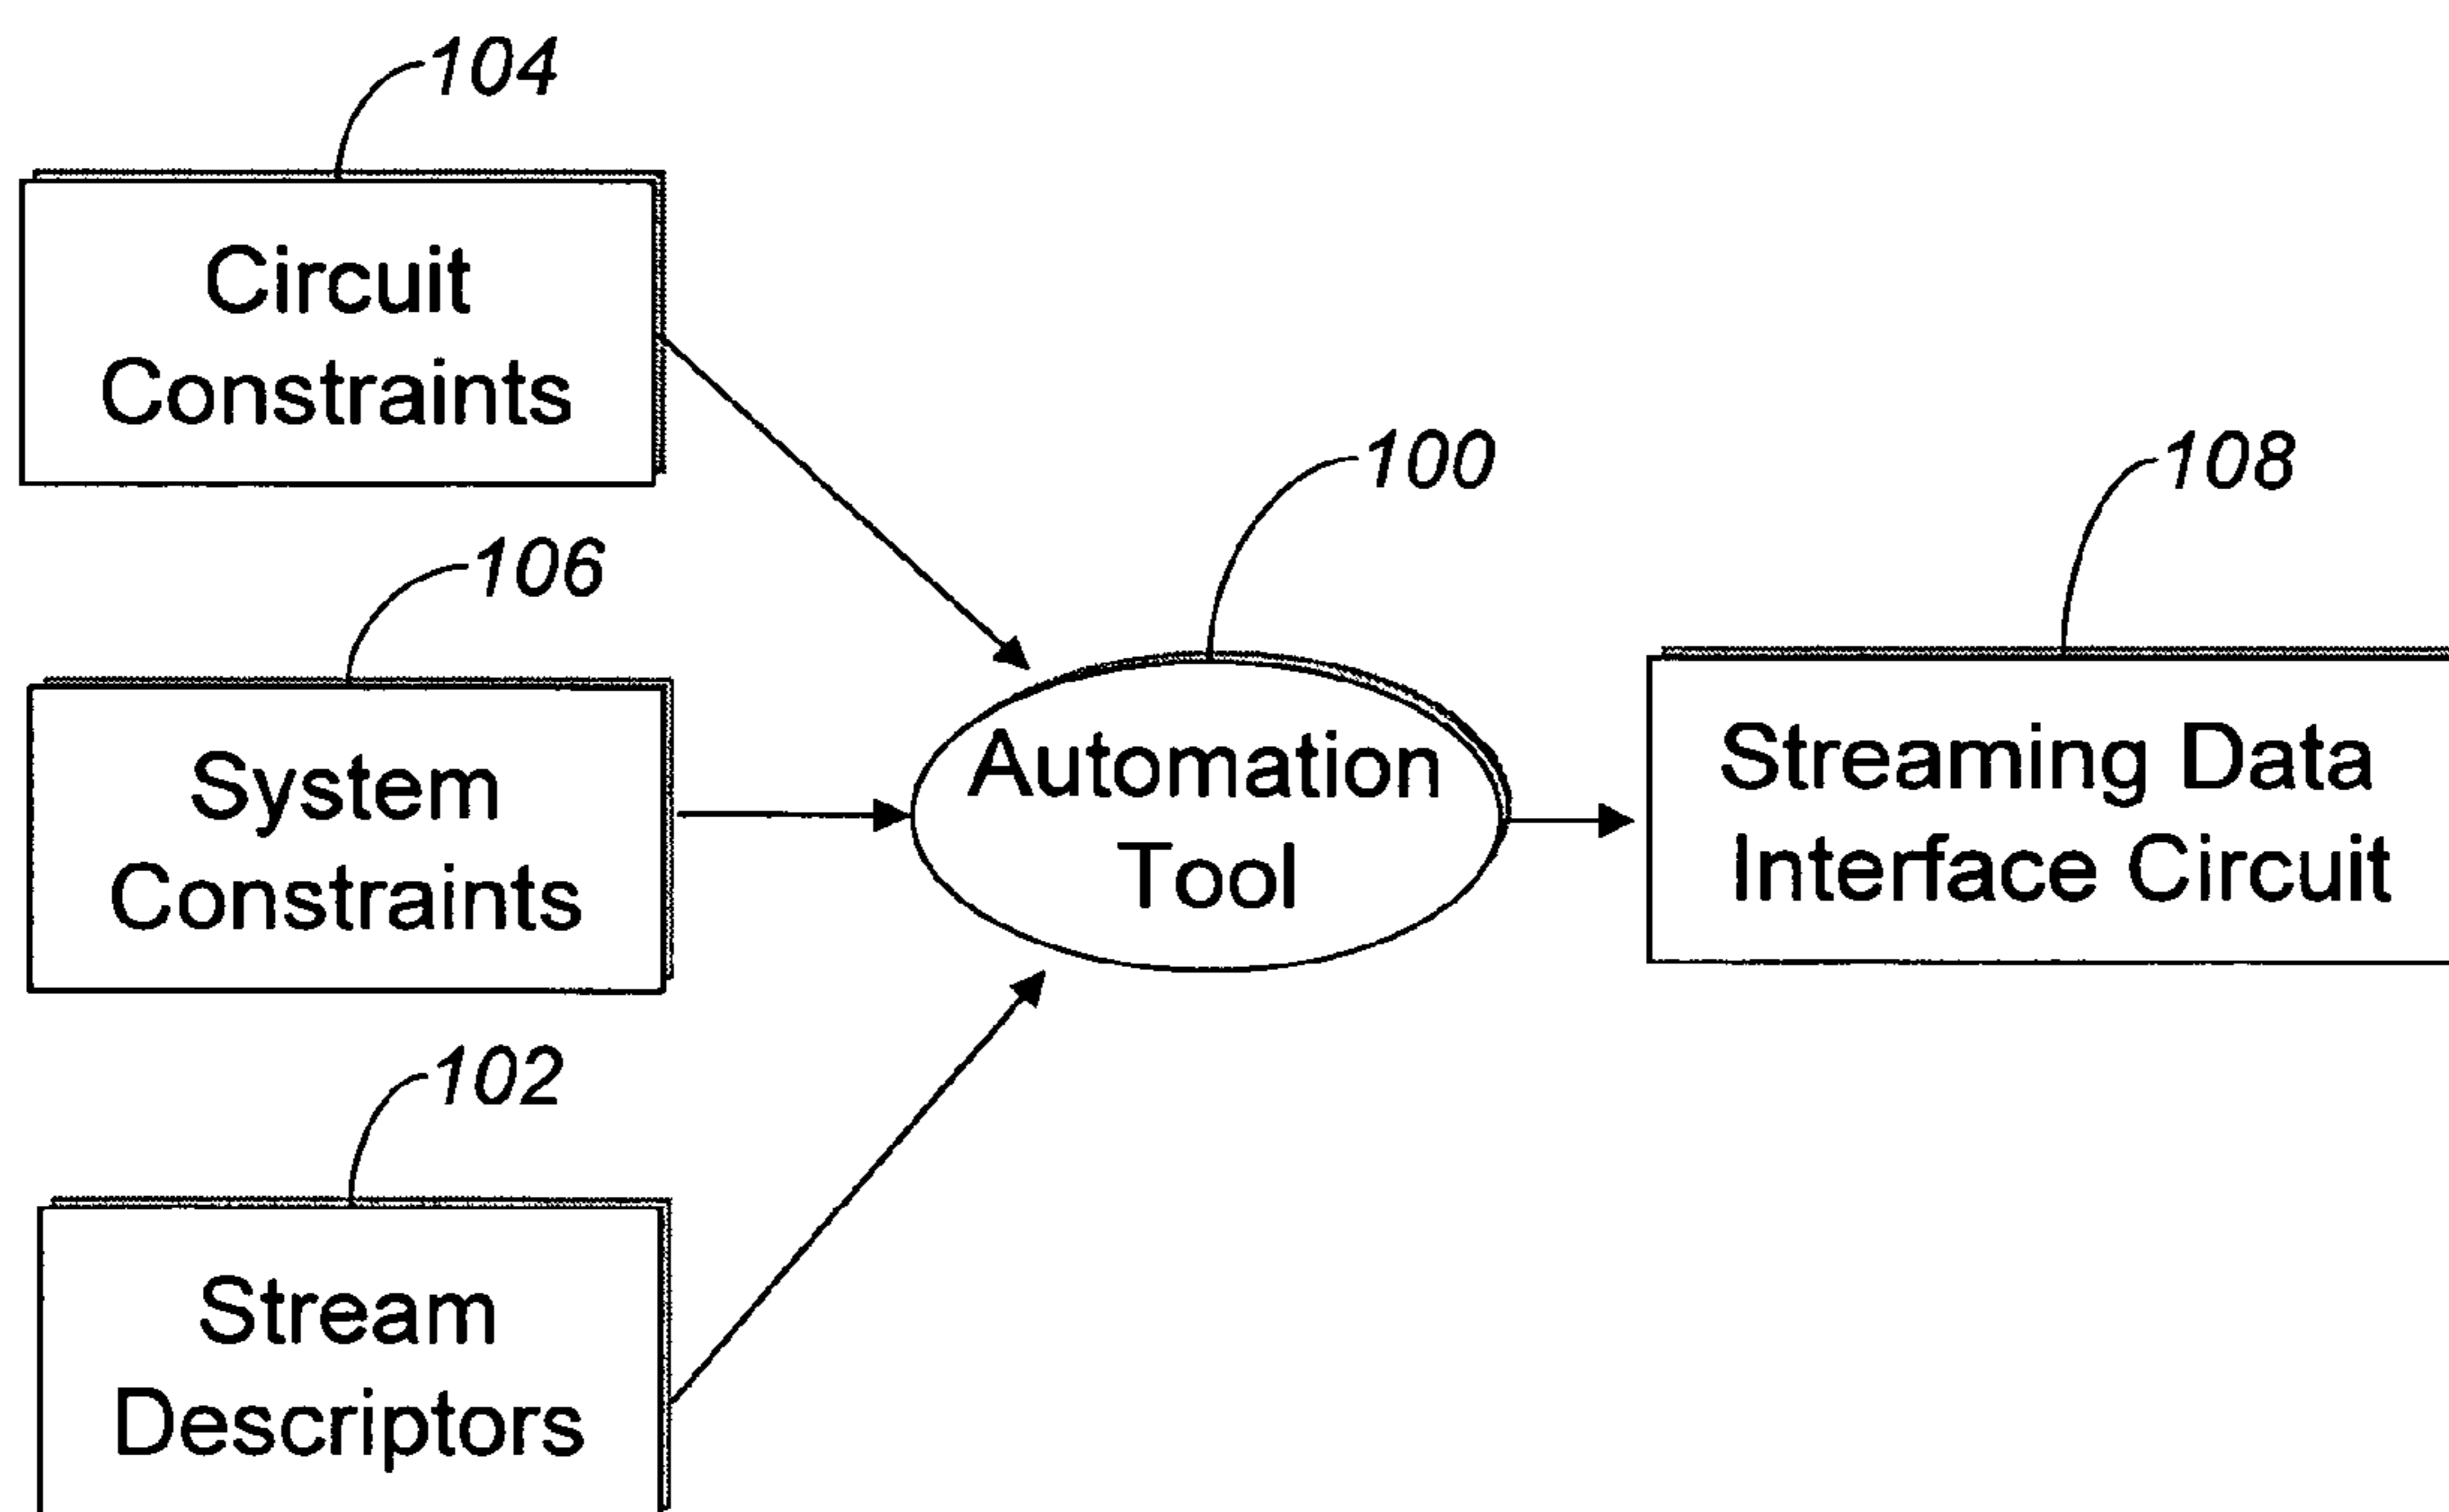 104
Circuit
Constraints
106
System
Constraints
102
Stream
Descriptors
100
Automation
Tool
108
Streaming Data
Interface Circuit